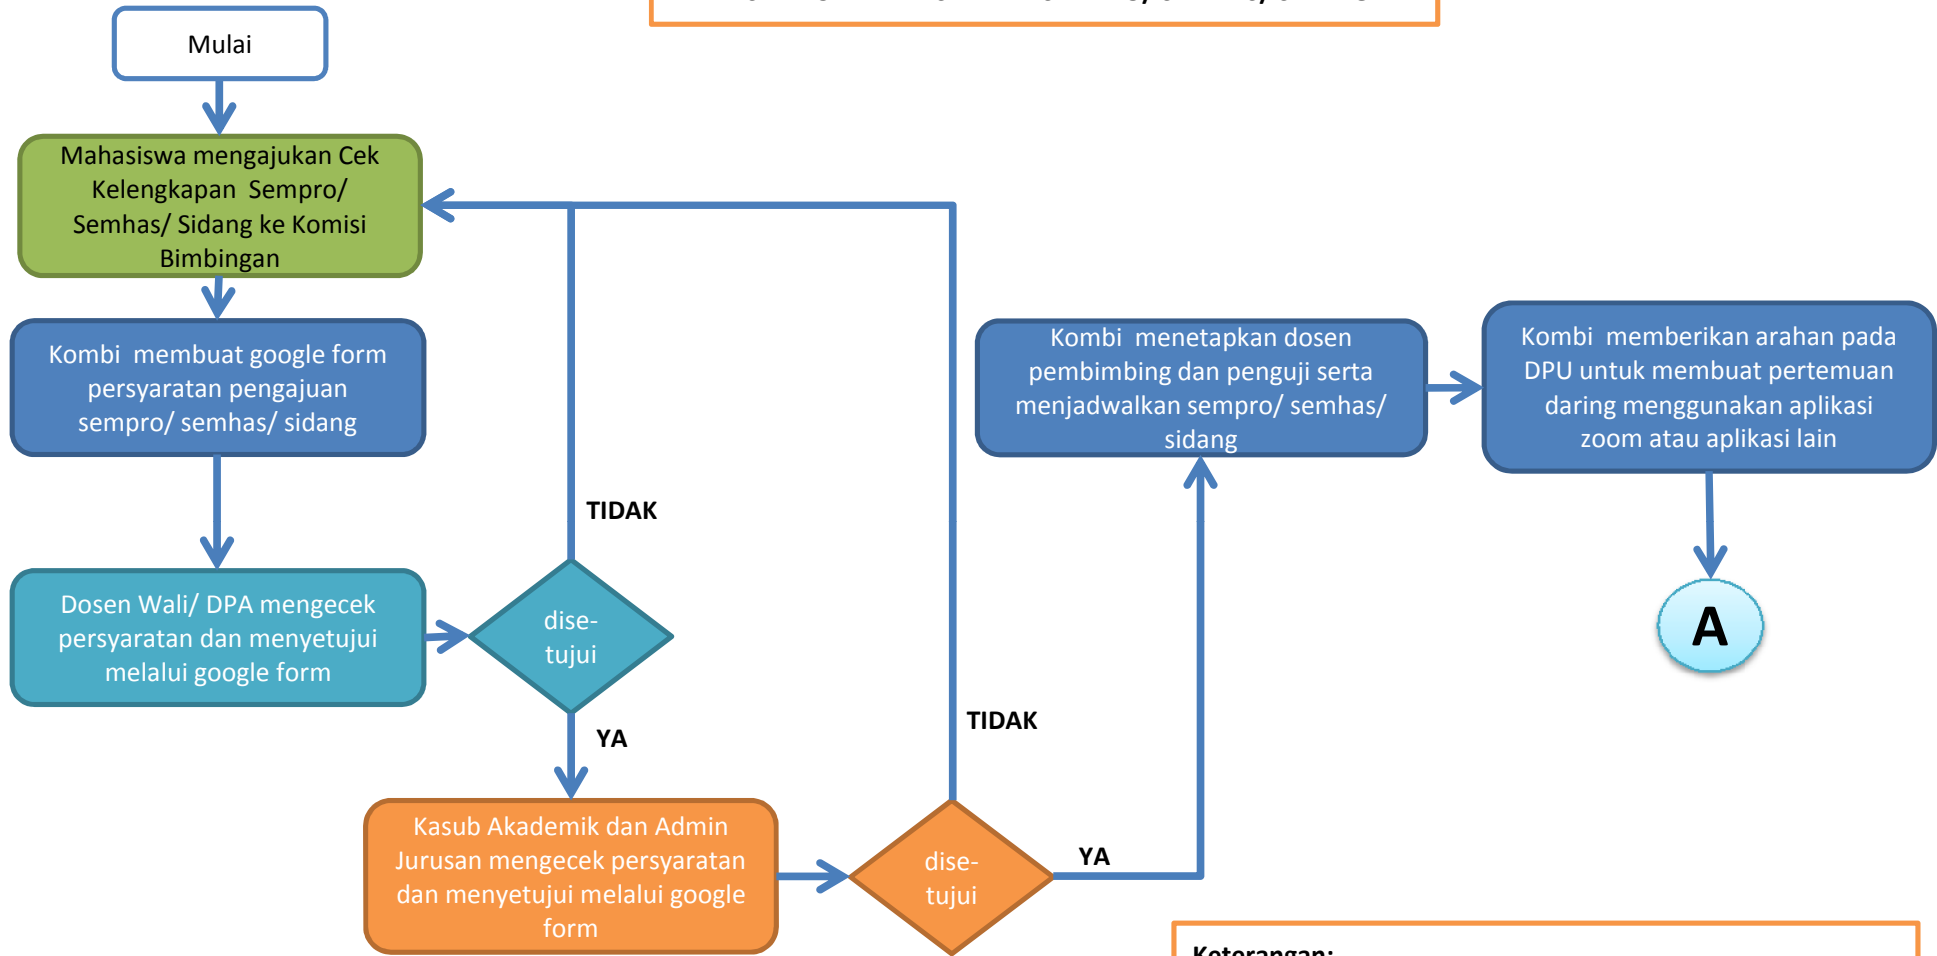 Mulai
Mahasiswa mengajukan Cek
Kelengkapan Sempro/
Semhas/ Sidang ke Komisi
Bimbingan
Kombi membuat google form
persyaratan pengajuan
sempro/ semhas/ sidang
Dosen Wali/ DPA mengecek
persyaratan dan menyetujui
melalui google form
dise-
tujui
TIDAK
YA
Kasub Akademik dan Admin
Jurusan mengecek persyaratan
dan menyetujui melalui google
form
dise-
tujui
TIDAK
YA
Kombi menetapkan dosen
pembimbing dan penguji serta
menjadwalkan sempro/ semhas/
sidang
Kombi memberikan arahan pada
DPU untuk membuat pertemuan
daring menggunakan aplikasi
zoom atau aplikasi lain
A
Keterangan: